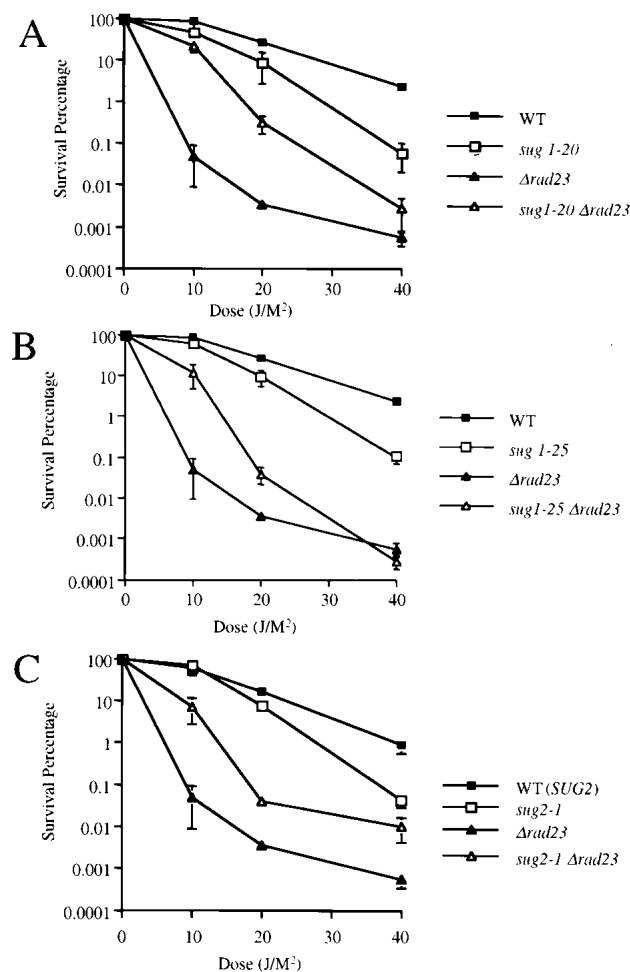 A
Survival Percentage
100
10
1
0.1
0.01
0.001
0.0001
0 10 20 30 40
Dose (J/M²)
WT
sug 1-20
Δrad23
sug1-20 Δrad23
B
Survival Percentage
100
10
1
0.1
0.01
0.001
0.0001
0 10 20 30 40
Dose (J/M²)
WT
sug 1-25
Δrad23
sug1-25 Δrad23
C
Survival Percentage
100
10
1
0.1
0.01
0.001
0.0001
0 10 20 30 40
Dose (J/M²)
WT (SUG2)
sug2-1
Δrad23
sug2-1 Δrad23